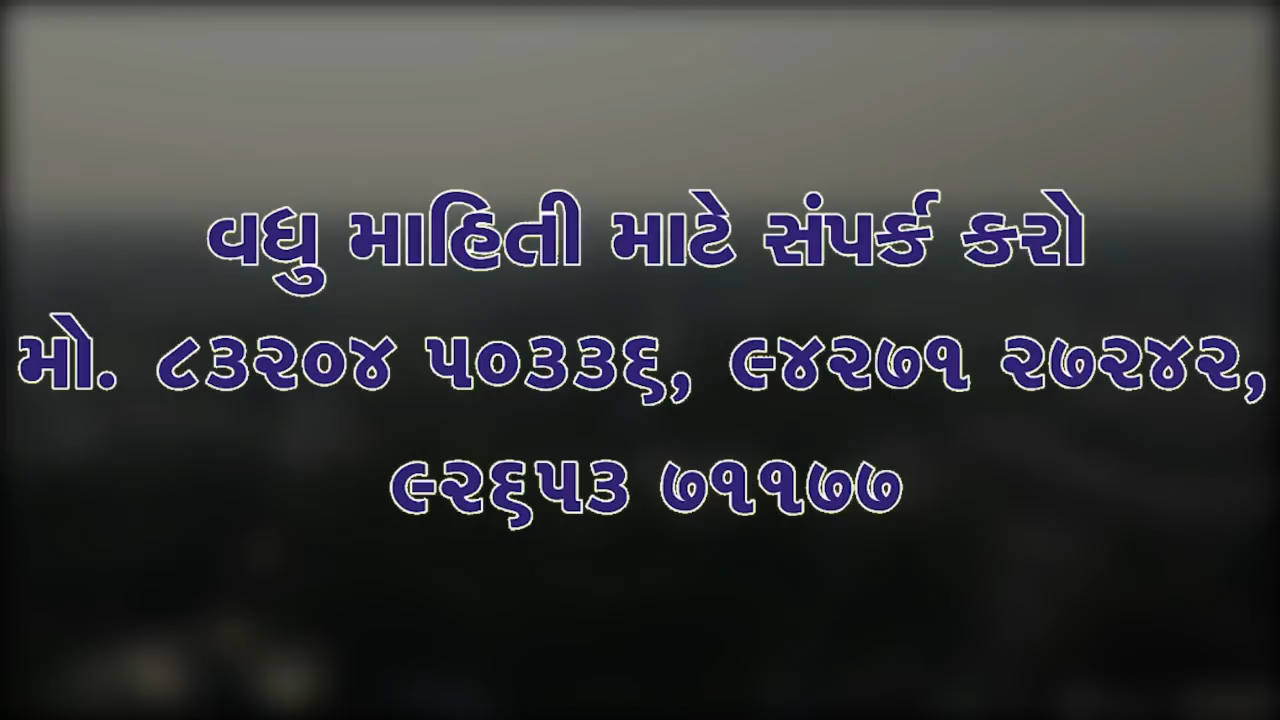 વધુ માહિતી માટે સંપર્ક કરો
મો. ૮૩૨૦૪ ૫૦૩૩૬, ૯૪૨૭૧ ૨૭૨૪૨,
૯૨૬૫૩ ૭૧૧૭૭